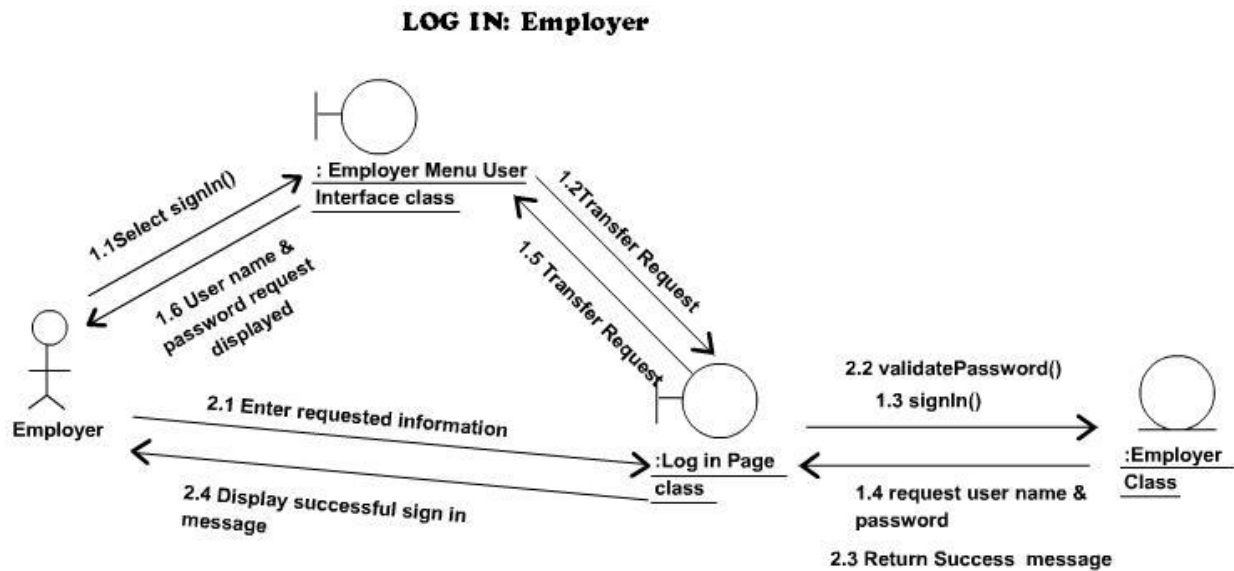 LOG IN: Employer
: Employer Menu User
Interface class
1.1Select signIn()
1.6 User name &
password request
displayed
1.2Transfer Request
1.5 Transfer Request
Employer
2.1 Enter requested information
2.4 Display successful sign in
message
:Log in Page
class
2.2 validatePassword()
1.3 signIn()
:Employer
Class
1.4 request user name &
password
2.3 Return Success message